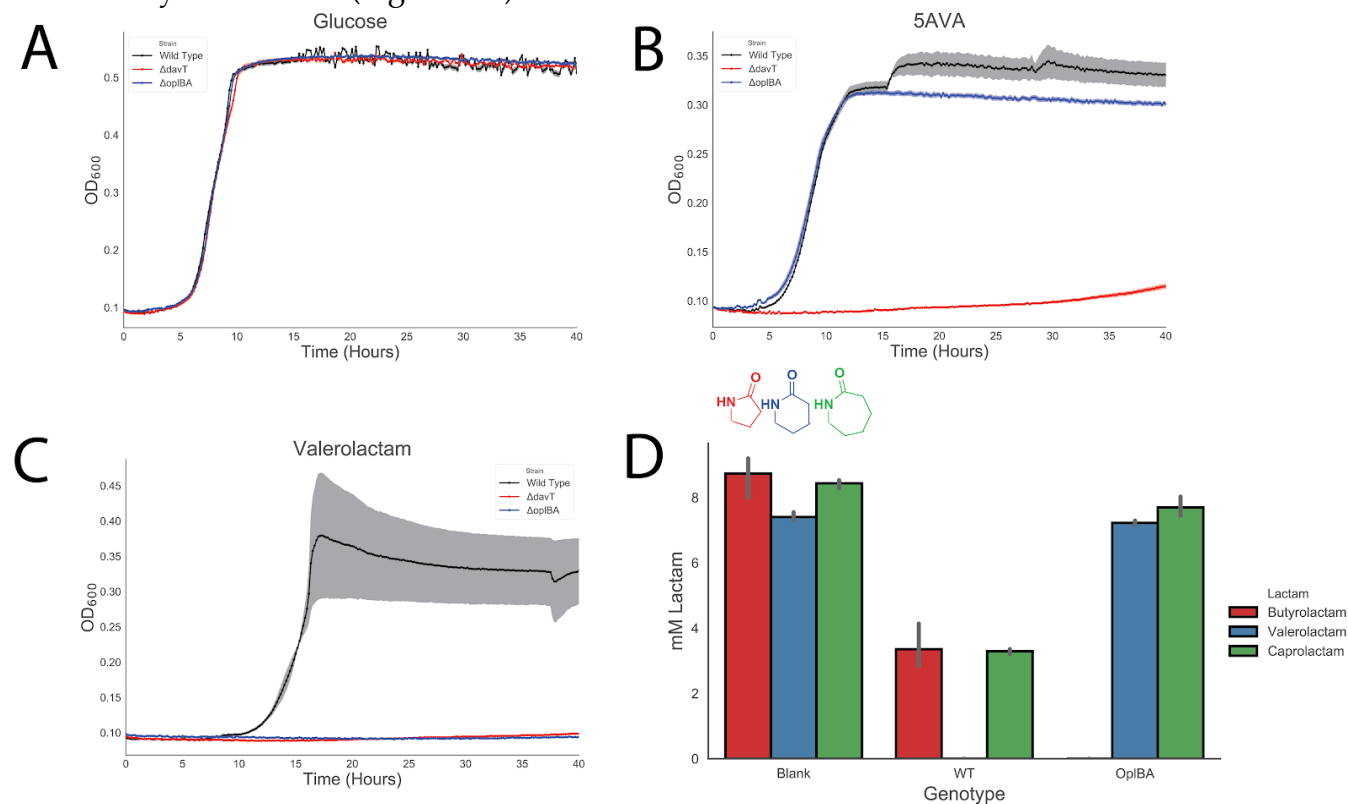 A
Glucose
Strain
Wild Type
ΔdavT
ΔoplBA
0.5
0.4
0.3
0.2
0.1
OD600
0 5 10 15 20 25 30 35 40
Time (Hours)
B
5AVA
Strain
Wild Type
ΔdavT
ΔoplBA
0.35
0.30
0.25
0.20
0.15
0.10
OD600
0 5 10 15 20 25 30 35 40
Time (Hours)
C
Valerolactam
Strain
Wild Type
ΔdavT
ΔoplBA
0.45
0.40
0.35
0.30
0.25
0.20
0.15
0.10
OD600
0 5 10 15 20 25 30 35 40
Time (Hours)
D
O O O
HN HN HN
8
6
4
2
0
mM Lactam
Blank WT OplBA
Genotype
Lactam
Butyrolactam
Valerolactam
Caprolactam